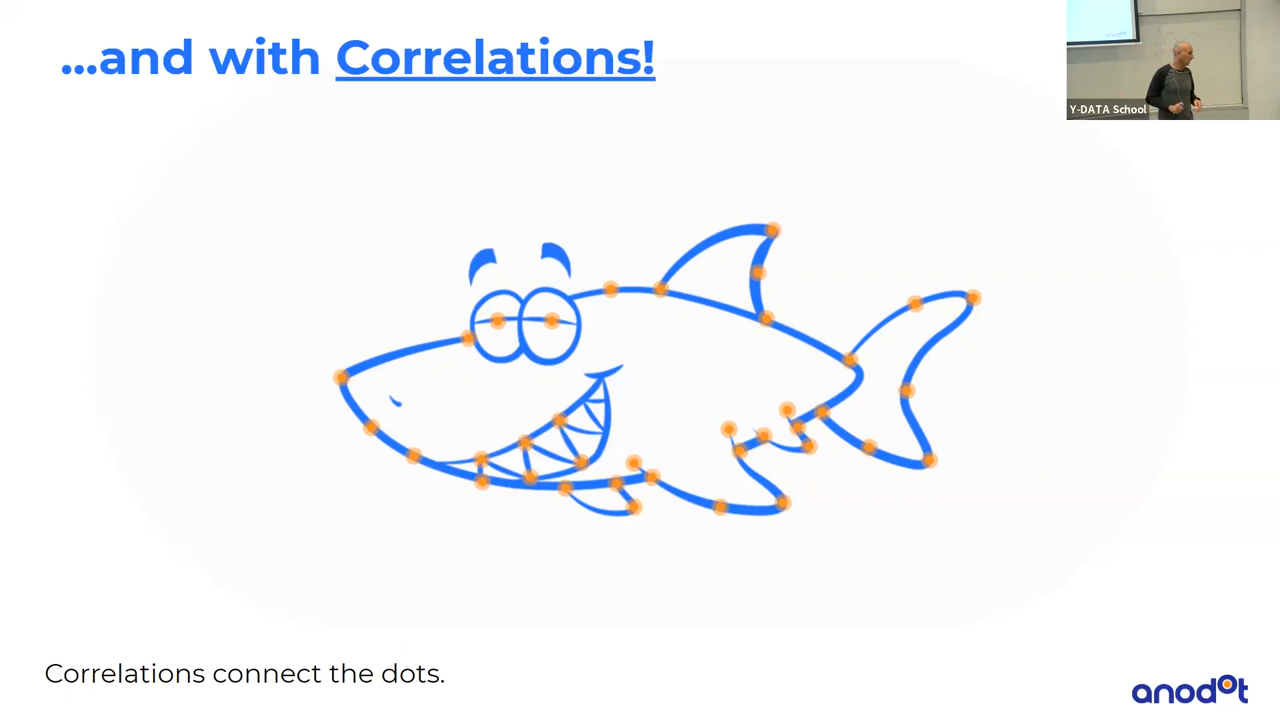 ...and with Correlations!
Y-DATA School
Correlations connect the dots.
anodot